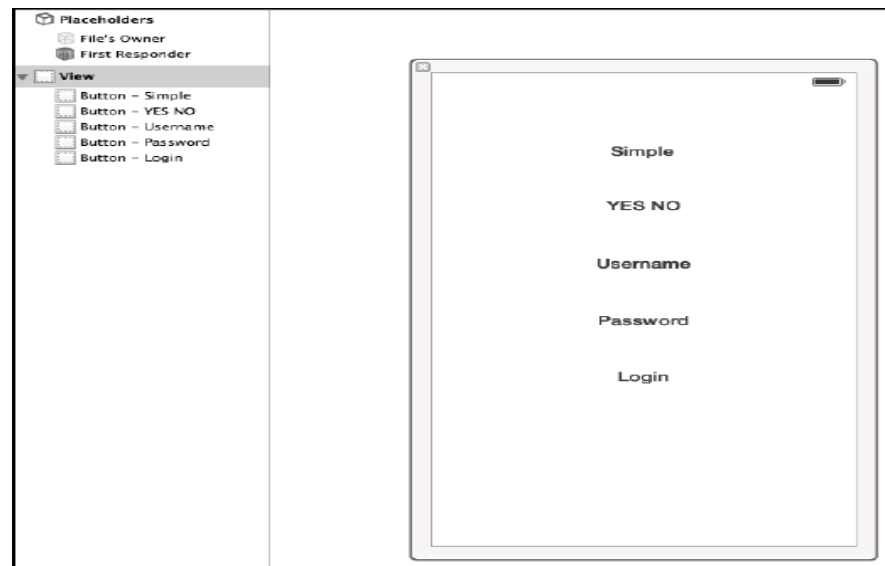 Placeholders
File's Owner
First Responder
View
Button - Simple
Button - YES NO
Button - Username
Button - Password
Button - Login
Simple
YES NO
Username
Password
Login